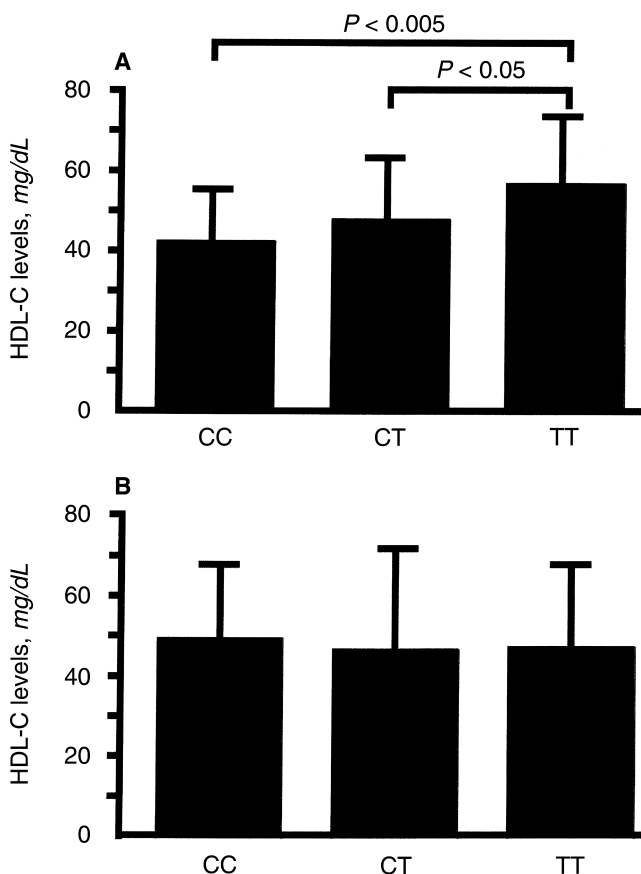 P < 0.005
A
P < 0.05
80
60
40
20
0
HDL-C levels, mg/dL
CC CT TT
B
80
60
40
20
0
HDL-C levels, mg/dL
CC CT TT